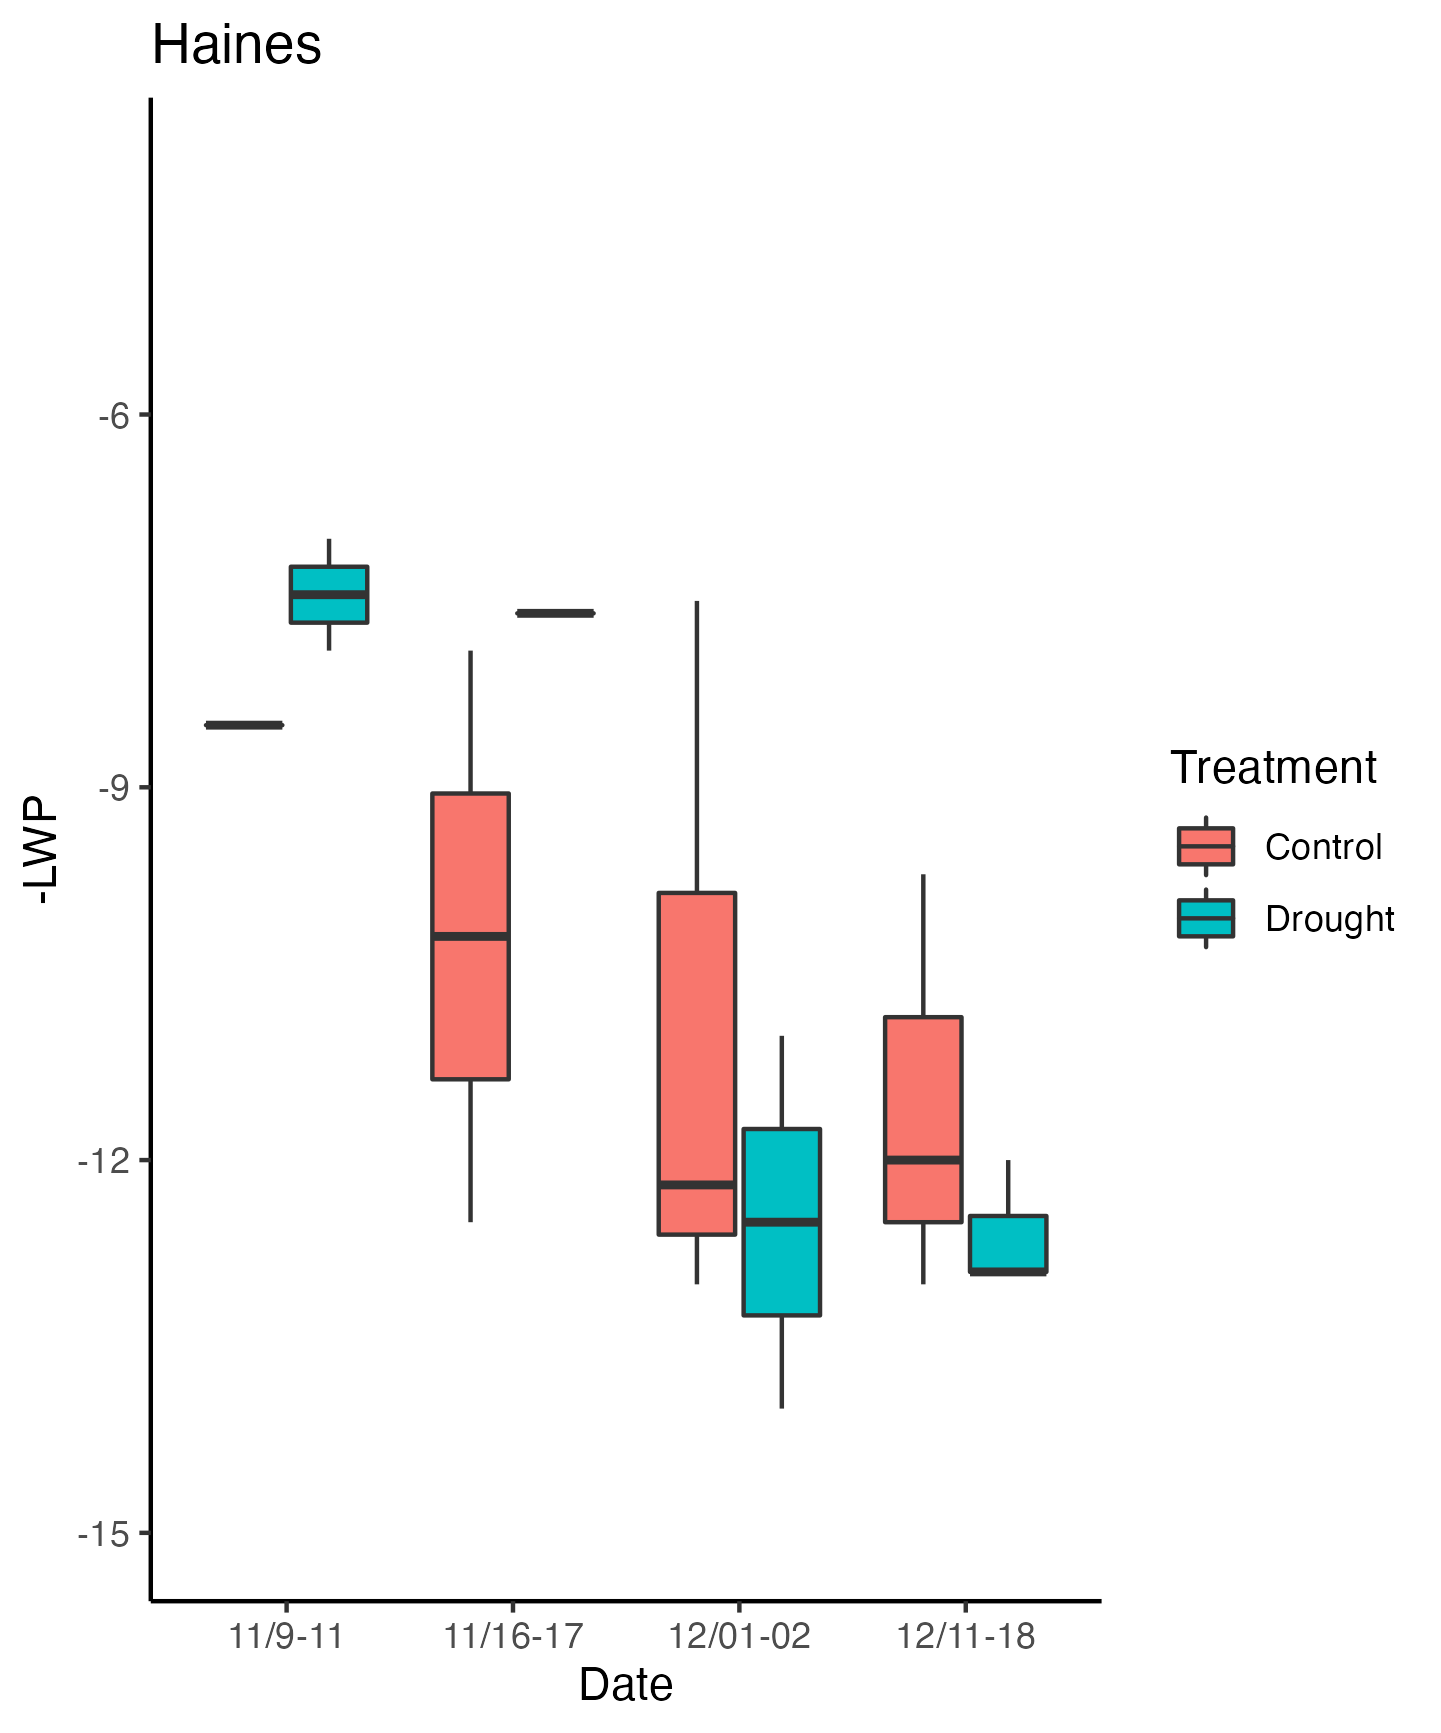 Haines
-LWP
-6
-9
-12
-15
11/9-11
11/16-17
12/01-02
12/11-18
Date
Treatment
Control
Drought